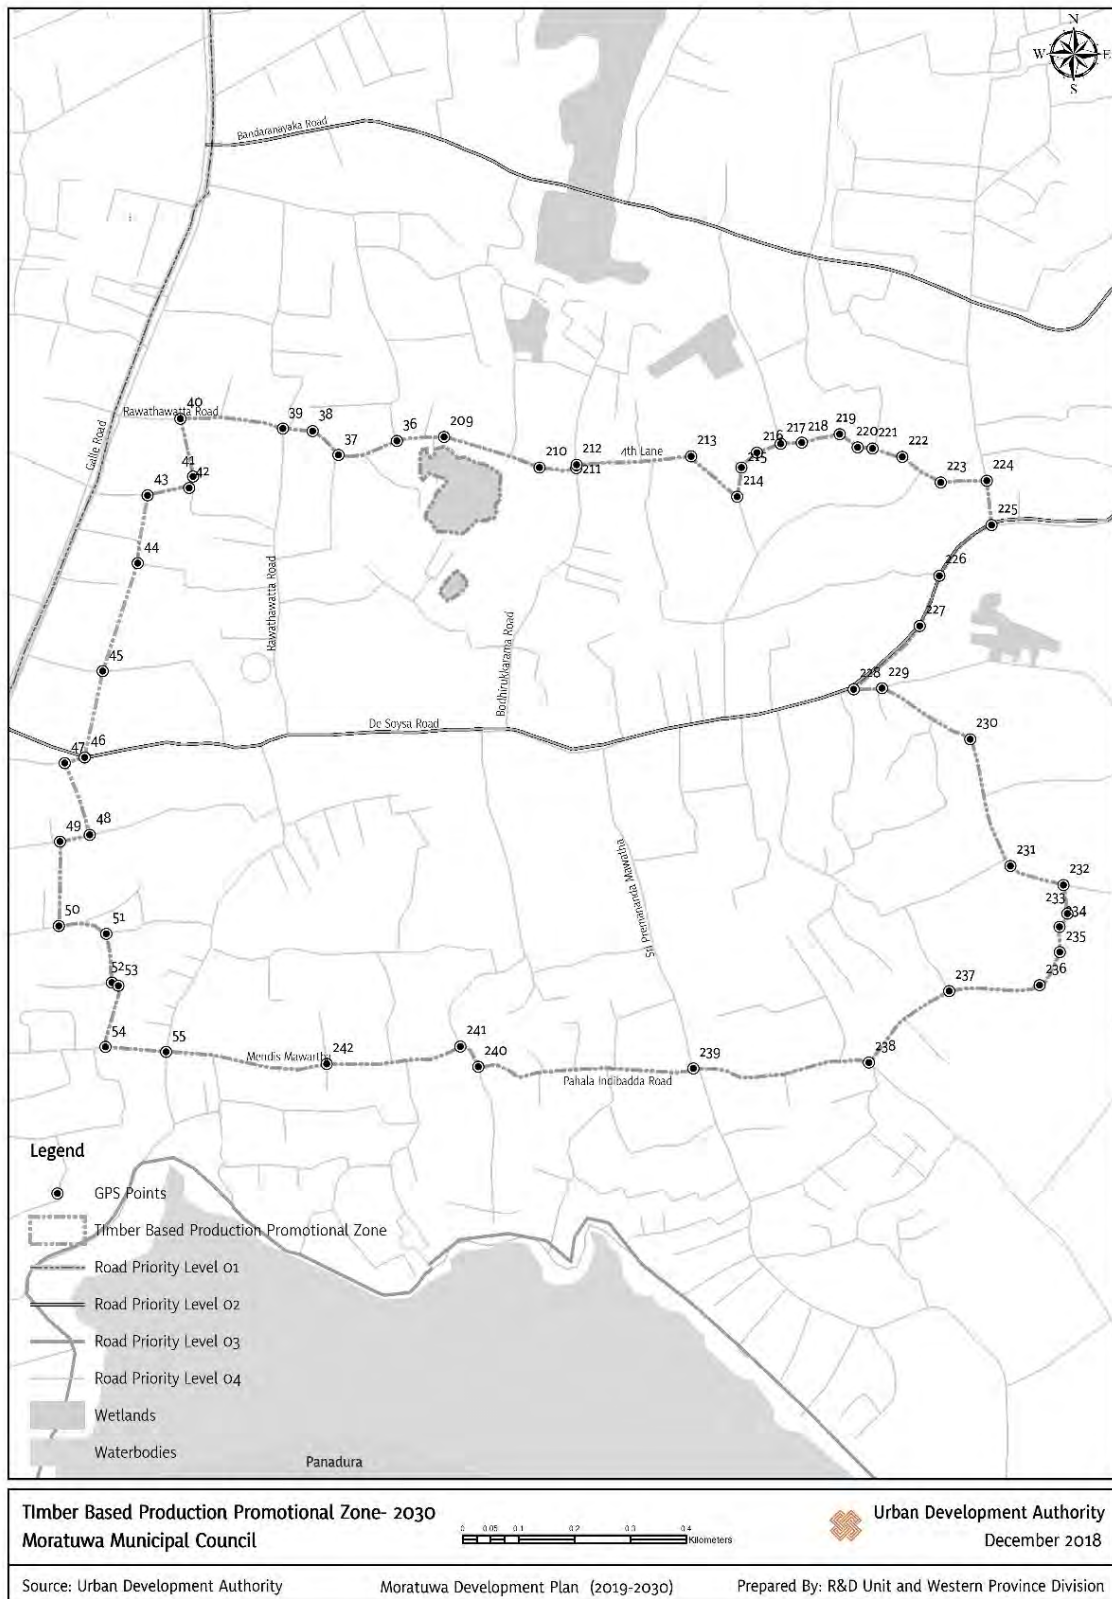 N
W E
S
Bandaranayaka Road
Galle Road
Rawathawatta Road
40
39
38
37
36
209
210
212
211
4th Lane
213
214
215
216
217
218
219
220
221
222
223
224
225
41
42
43
44
45
226
227
228
229
230
Rawathawatta Road
Bodhirukkarama Road
De Soysa Road
46
47
48
49
50
51
52
53
54
55
Sri Premananda Mawatha
231
232
233
234
235
236
237
238
239
240
241
242
Mendis Mawartha
Pahala Indibadda Road
Legend
GPS Points
TImber Based Production Promotional Zone
Road Priority Level 01
Road Priority Level 02
Road Priority Level 03
Road Priority Level 04
Wetlands
Waterbodies
Panadura
TImber Based Production Promotional Zone- 2030
Moratuwa Municipal Council
0 0.05 0.1 0.2 0.3 0.4
Kilometers
Urban Development Authority
December 2018
Source: Urban Development Authority
Moratuwa Development Plan (2019-2030)
Prepared By: R&D Unit and Western Province Division